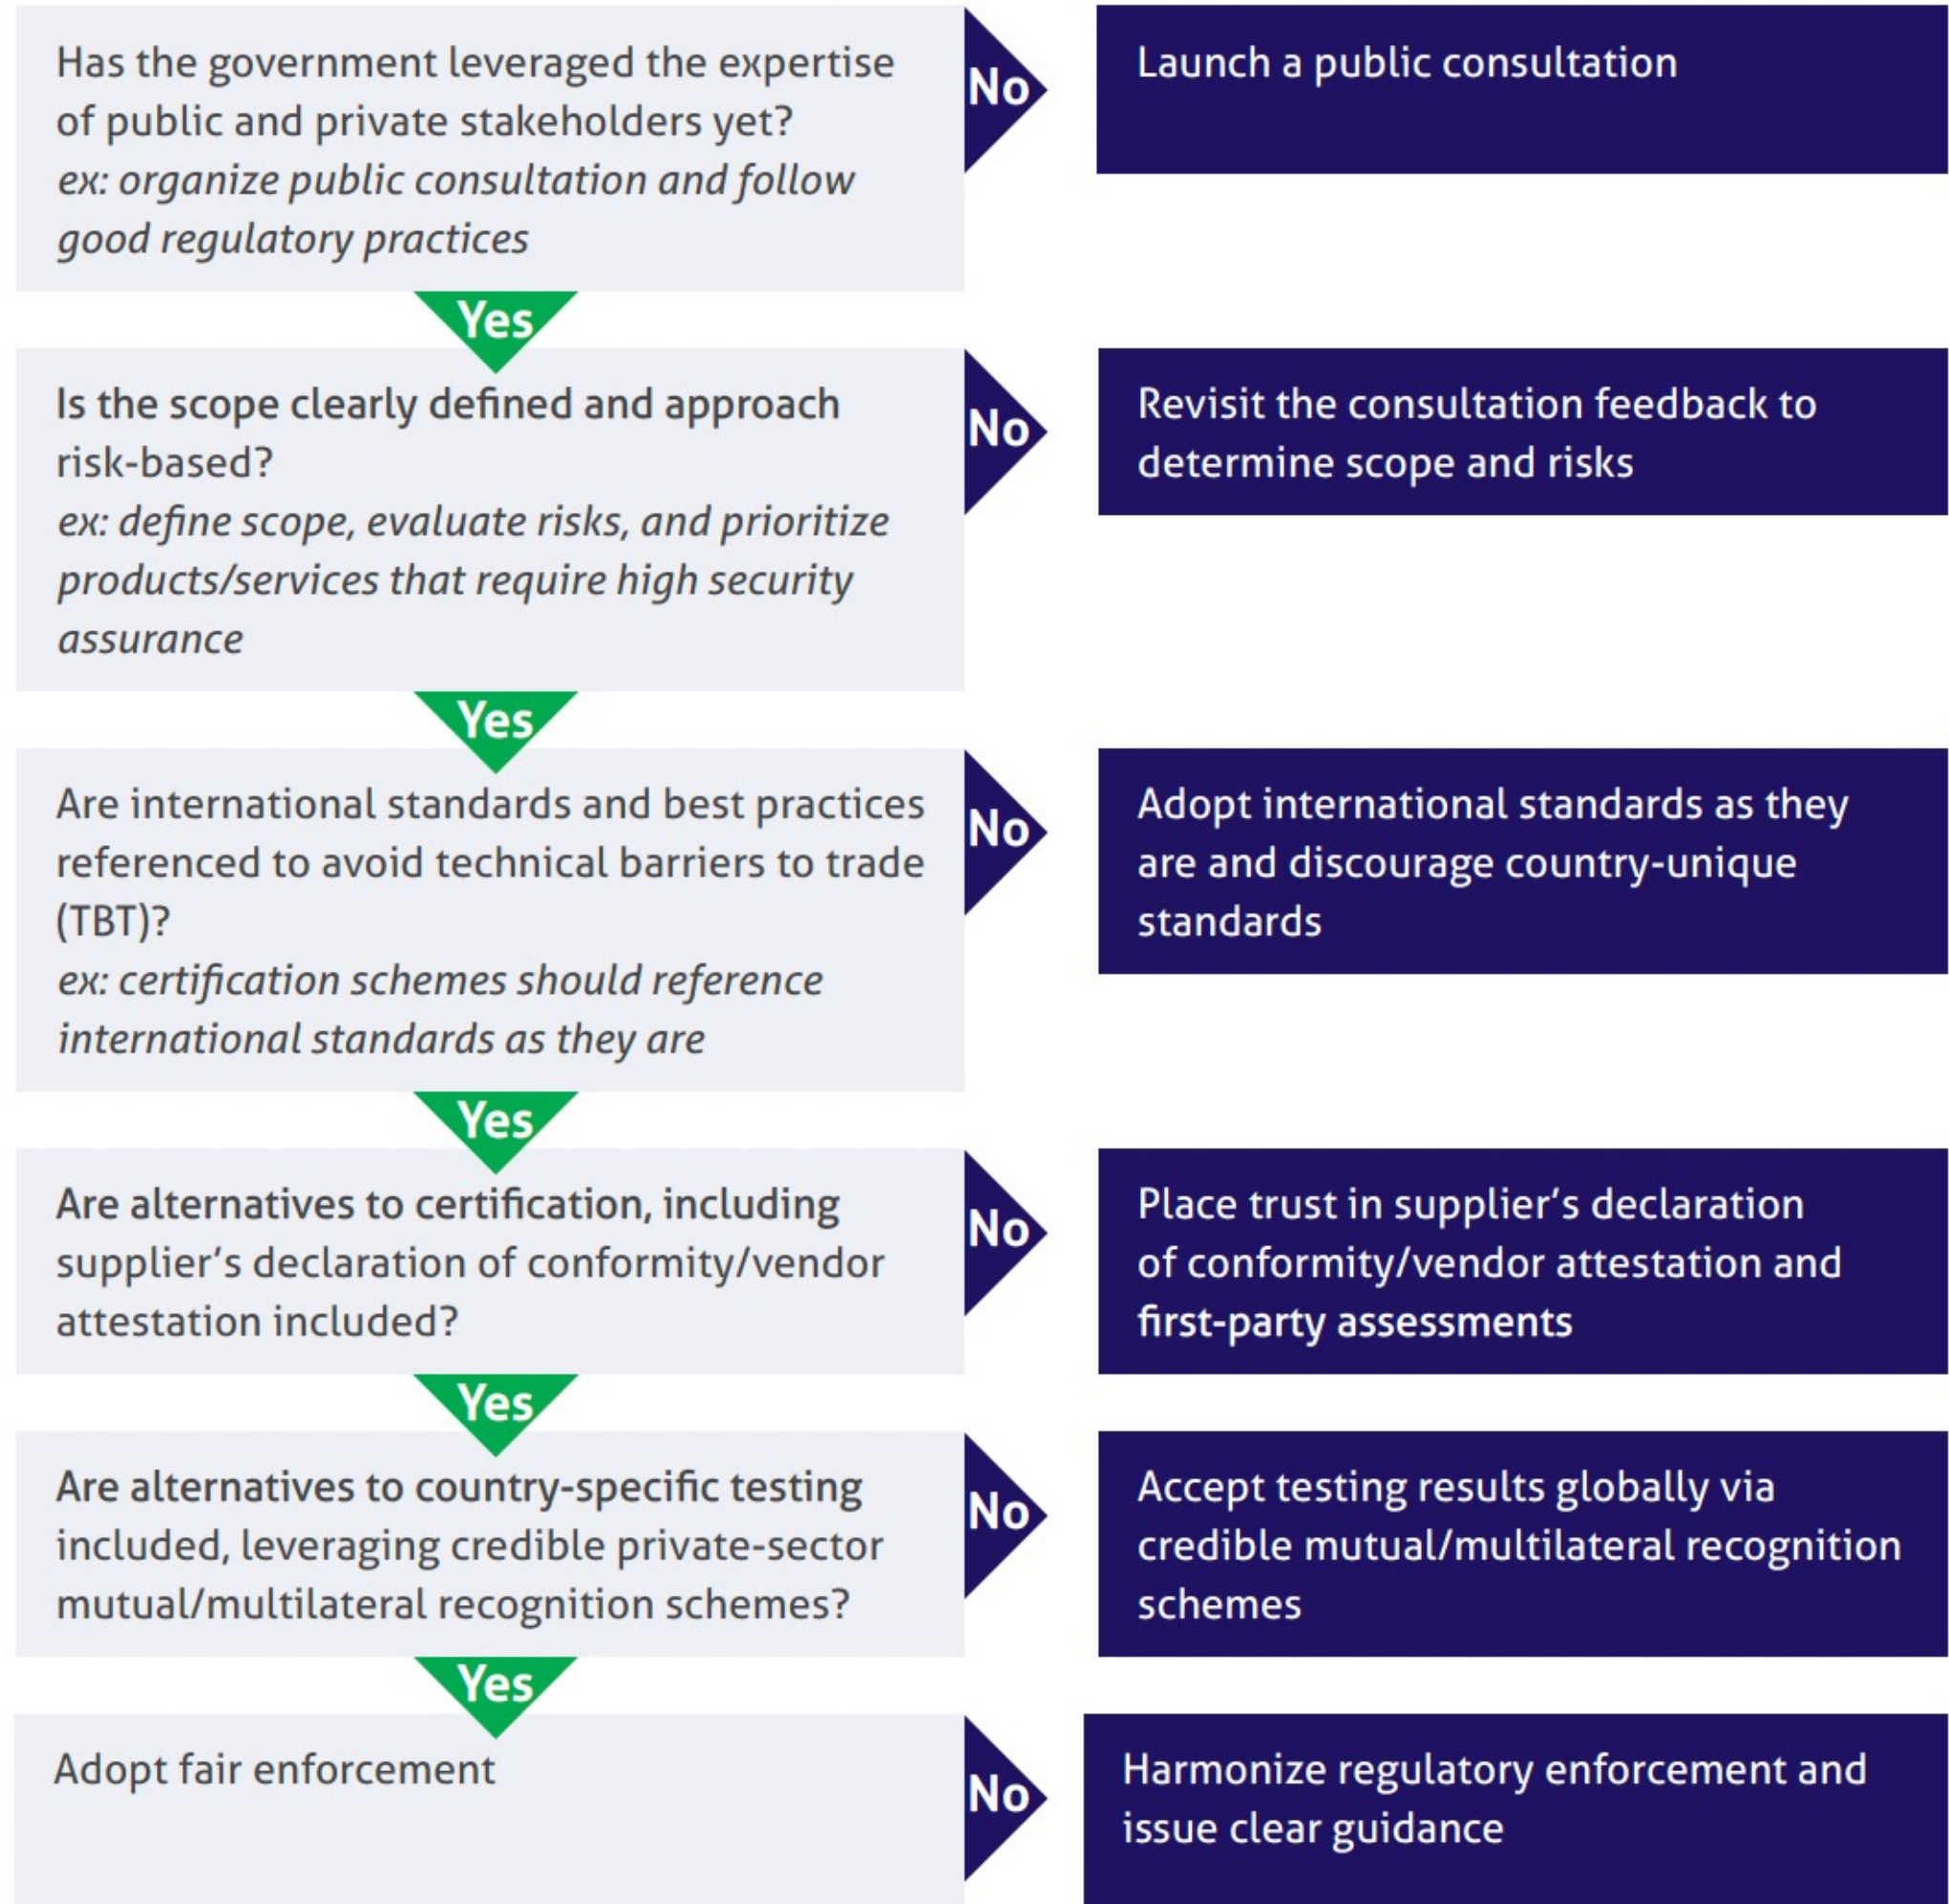 Has the government leveraged the expertise
of public and private stakeholders yet?
ex: organize public consultation and follow
good regulatory practices
No
Launch a public consultation
Yes
Is the scope clearly defined and approach
risk-based?
ex: define scope, evaluate risks, and prioritize
products/services that require high security
assurance
No
Revisit the consultation feedback to
determine scope and risks
Yes
Are international standards and best practices
referenced to avoid technical barriers to trade
(TBT)?
ex: certification schemes should reference
international standards as they are
No
Adopt international standards as they
are and discourage country-unique
standards
Yes
Are alternatives to certification, including
supplier’s declaration of conformity/vendor
attestation included?
No
Place trust in supplier’s declaration
of conformity/vendor attestation and
first-party assessments
Yes
Are alternatives to country-specific testing
included, leveraging credible private-sector
mutual/multilateral recognition schemes?
No
Accept testing results globally via
credible mutual/multilateral recognition
schemes
Yes
Adopt fair enforcement
No
Harmonize regulatory enforcement and
issue clear guidance